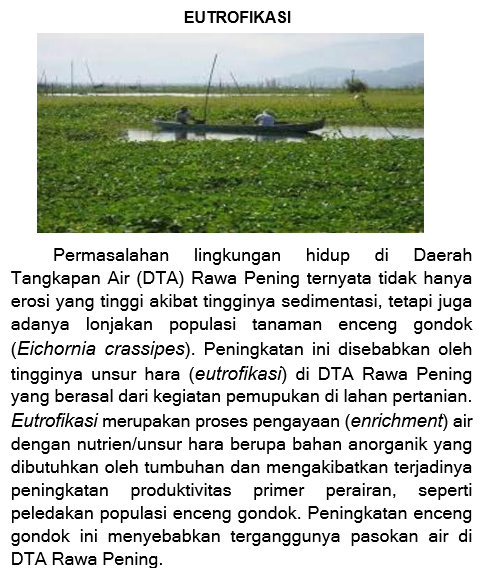 EUTROFIKASI
Permasalahan lingkungan hidup di Daerah
Tangkapan Air (DTA) Rawa Pening ternyata tidak hanya
erosi yang tinggi akibat tingginya sedimentasi, tetapi juga
adanya lonjakan populasi tanaman enceng gondok
(Eichornia crassipes). Peningkatan ini disebabkan oleh
tingginya unsur hara (eutrofikasi) di DTA Rawa Pening
yang berasal dari kegiatan pemupukan di lahan pertanian.
Eutrofikasi merupakan proses pengayaan (enrichment) air
dengan nutrien/unsur hara berupa bahan anorganik yang
dibutuhkan oleh tumbuhan dan mengakibatkan terjadinya
peningkatan produktivitas primer perairan, seperti
peledakan populasi enceng gondok. Peningkatan enceng
gondok ini menyebabkan terganggunya pasokan air di
DTA Rawa Pening.